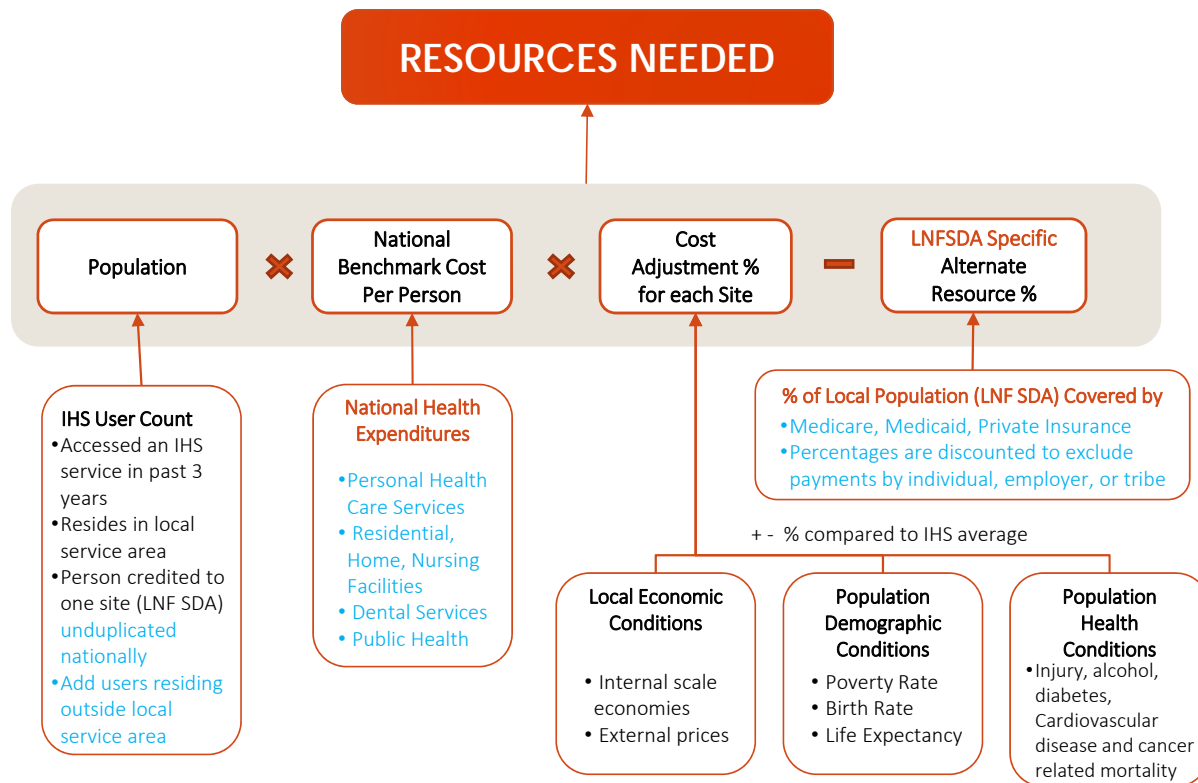 RESOURCES NEEDED
Population
National
Benchmark Cost
Per Person
Cost
Adjustment %
for each Site
LNFSDA Specific
Alternate
Resource %
IHS User Count
•Accessed an IHS
service in past 3
years
•Resides in local
service area
•Person credited to
one site (LNF SDA)
unduplicated
nationally
•Add users residing
outside local
service area
National Health
Expenditures
• Personal Health
Care Services
• Residential,
Home, Nursing
Facilities
• Dental Services
• Public Health
% of Local Population (LNF SDA) Covered by
• Medicare, Medicaid, Private Insurance
• Percentages are discounted to exclude
payments by individual, employer, or tribe
+ - % compared to IHS average
Local Economic
Conditions
• Internal scale
economies
• External prices
Population
Demographic
Conditions
• Poverty Rate
• Birth Rate
• Life Expectancy
Population
Health
Conditions
•Injury, alcohol,
diabetes,
Cardiovascular
disease and cancer
related mortality